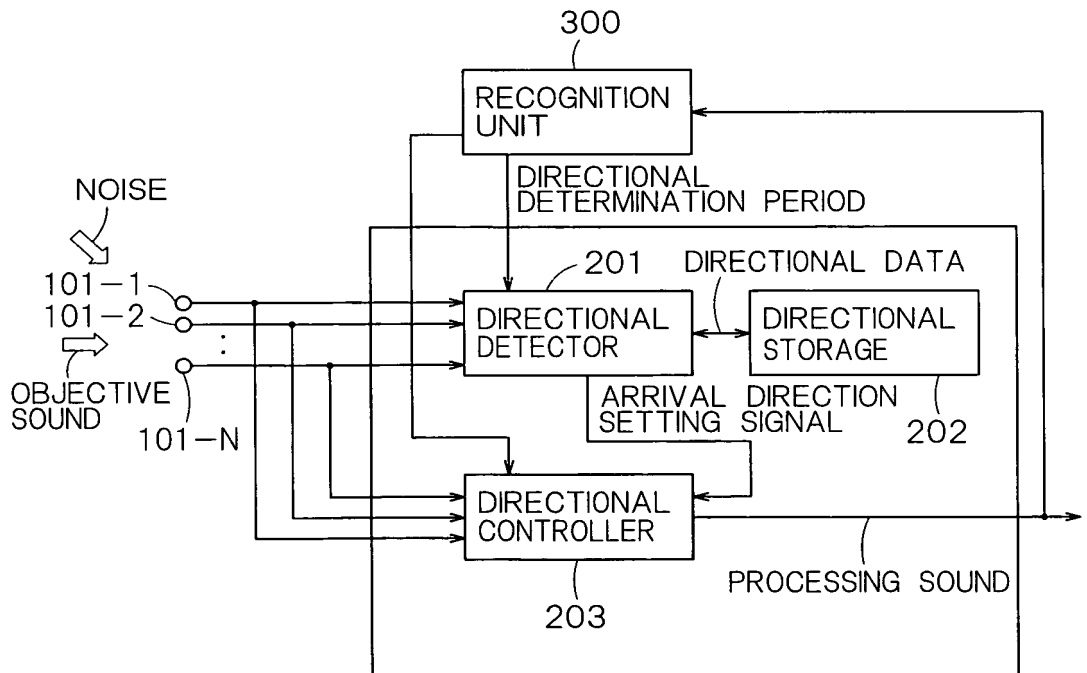 300
RECOGNITION
UNIT
DIRECTIONAL
DETERMINATION PERIOD
NOISE
201
DIRECTIONAL DATA
101-1
101-2
:
DIRECTIONAL
DETECTOR
DIRECTIONAL
STORAGE
OBJECTIVE
SOUND
101-N
ARRIVAL DIRECTION
SETTING SIGNAL
202
DIRECTIONAL
CONTROLLER
PROCESSING SOUND
203